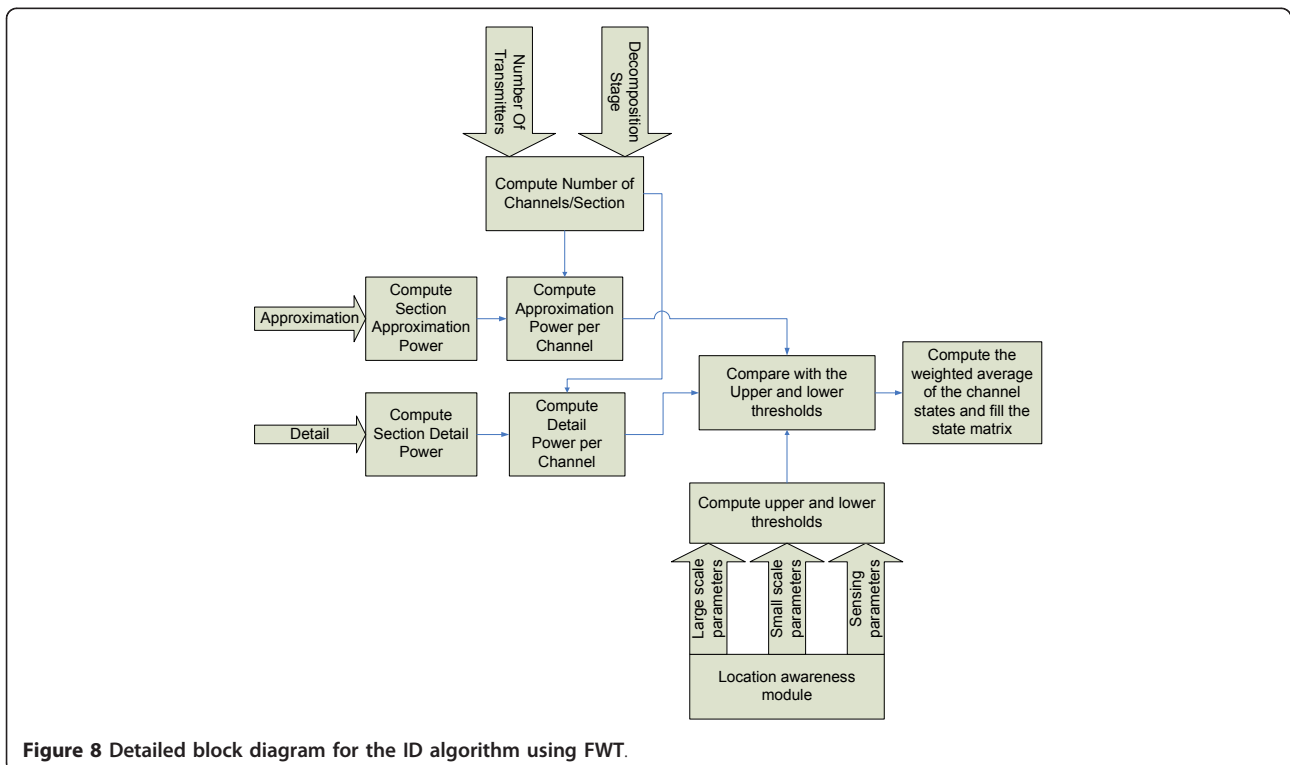 Number Of
Transmitters
Decomposition
Stage
Compute Number of
Channels/Section
Approximation
Compute
Section
Approximation
Power
Compute
Approximation
Power per
Channel
Detail
Compute
Section Detail
Power
Compute
Detail
Power per
Channel
Compare with the
Upper and lower
thresholds
Compute the
weighted average
of the channel
states and fill the
state matrix
Compute upper and lower
thresholds
Large scale
parameters
Small scale
parameters
Sensing
parameters
Location awareness
module
Figure 8 Detailed block diagram for the ID algorithm using FWT.